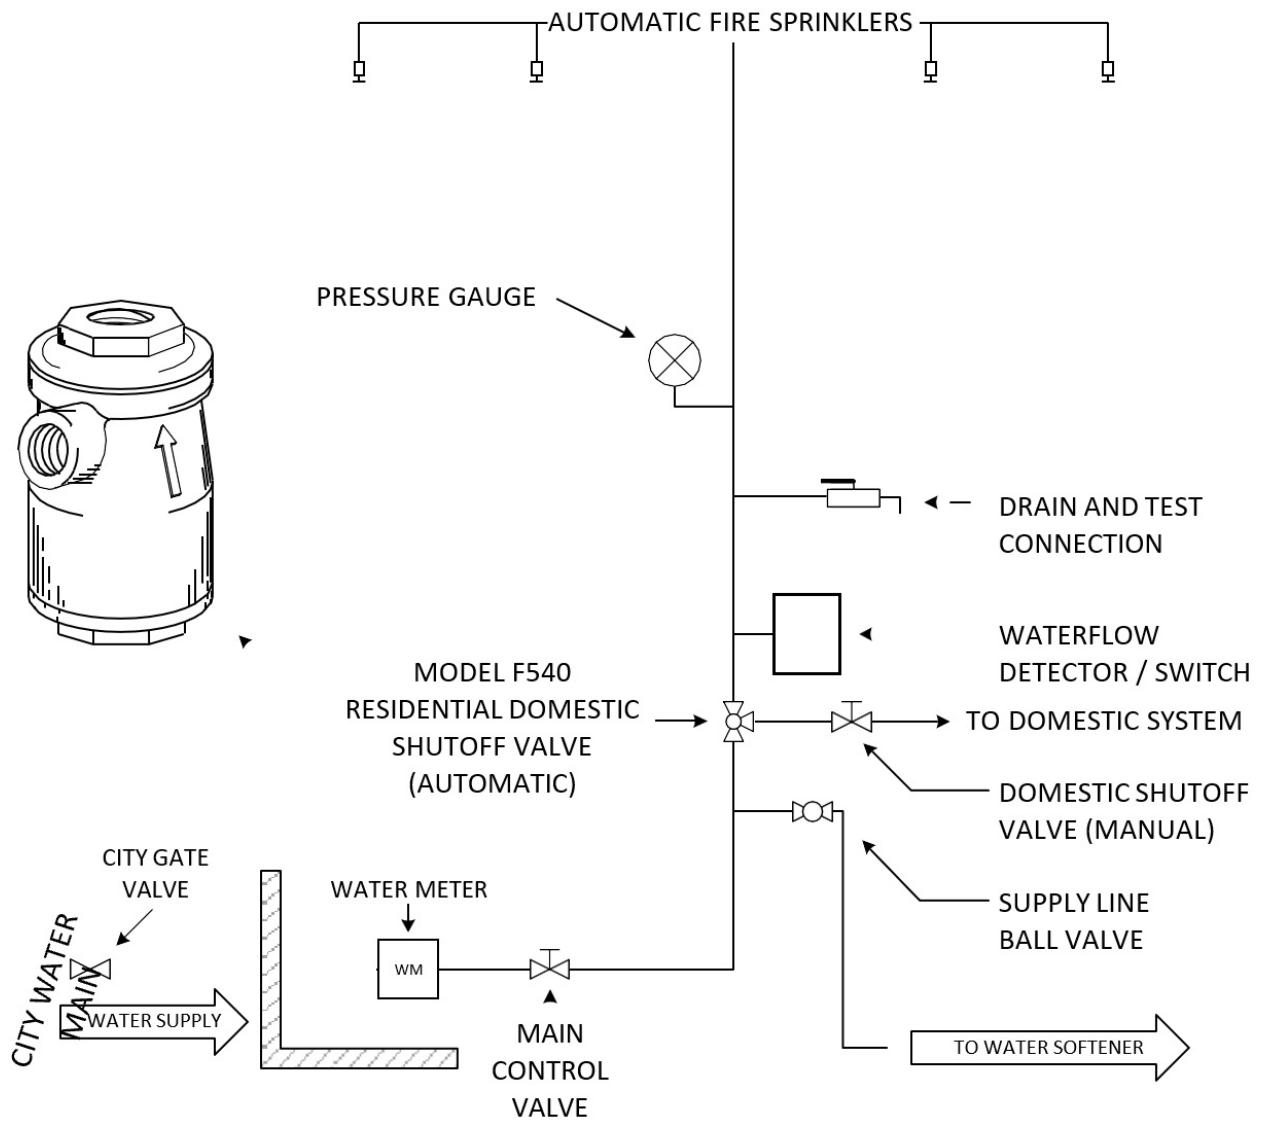 AUTOMATIC FIRE SPRINKLERS
PRESSURE GAUGE
DRAIN AND TEST
CONNECTION
WATERFLOW
DETECTOR / SWITCH
MODEL F540
RESIDENTIAL DOMESTIC
SHUTOFF VALVE
(AUTOMATIC)
TO DOMESTIC SYSTEM
DOMESTIC SHUTOFF
VALVE (MANUAL)
CITY GATE
VALVE
WATER METER
SUPPLY LINE
BALL VALVE
CITY WATER
MAIN
WM
WATER SUPPLY
MAIN
CONTROL
VALVE
TO WATER SOFTENER